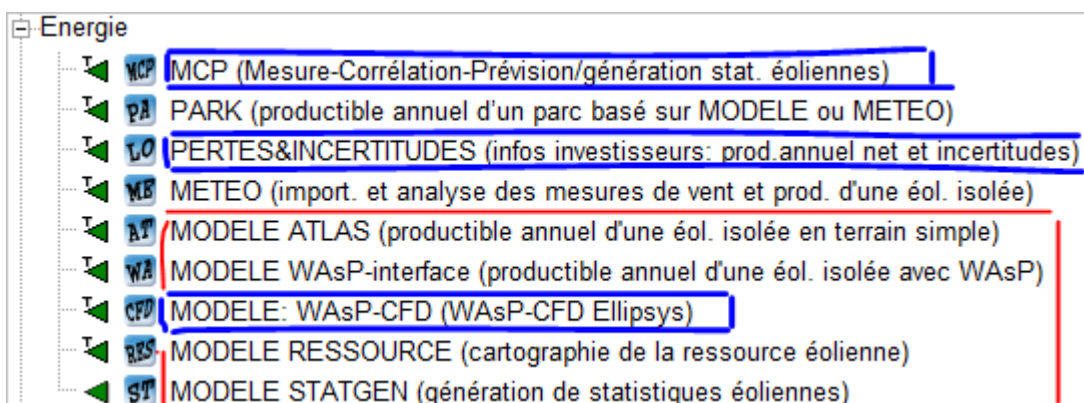 Energie
T MCP MCP (Mesure-Corrélation-Prévision/génération stat. éoliennes)
T PA PARK (productible annuel d'un parc basé sur MODELE ou METEO)
T LO PERTES&INCERTITUDES (infos investisseurs: prod.annuel net et incertitudes)
T ME METEO (import. et analyse des mesures de vent et prod. d'une éol. isolée)
T AT MODELE ATLAS (productible annuel d'une éol. isolée en terrain simple)
T WA MODELE WAsP-interface (productible annuel d'une éol. isolée avec WAsP)
T CFD MODELE: WAsP-CFD (WAsP-CFD Ellipsys)
T RES MODELE RESSOURCE (cartographie de la ressource éolienne)
ST MODELE STATGEN (génération de statistiques éoliennes)